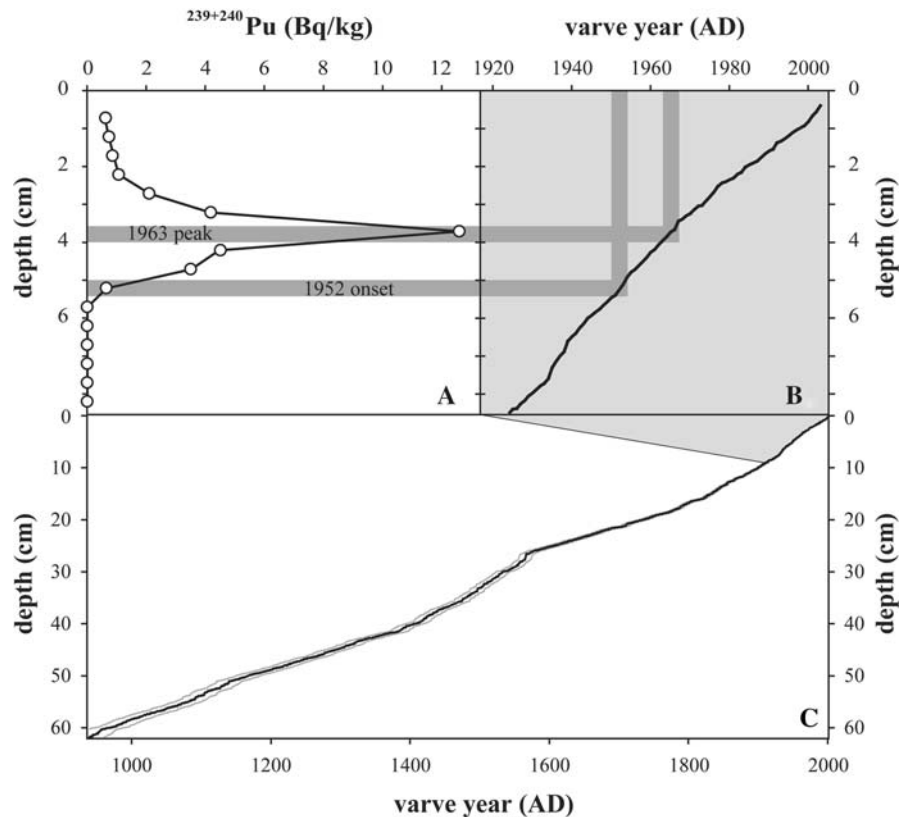 239+240Pu (Bq/kg)
varve year (AD)
0 2 4 6 8 10 12
1920 1940 1960 1980 2000
0
2
4
6
depth (cm)
1963 peak
1952 onset
A
B
0
2
4
6
depth (cm)
0
10
20
30
40
50
60
depth (cm)
C
0
10
20
30
40
50
60
depth (cm)
1000 1200 1400 1600 1800 2000
varve year (AD)